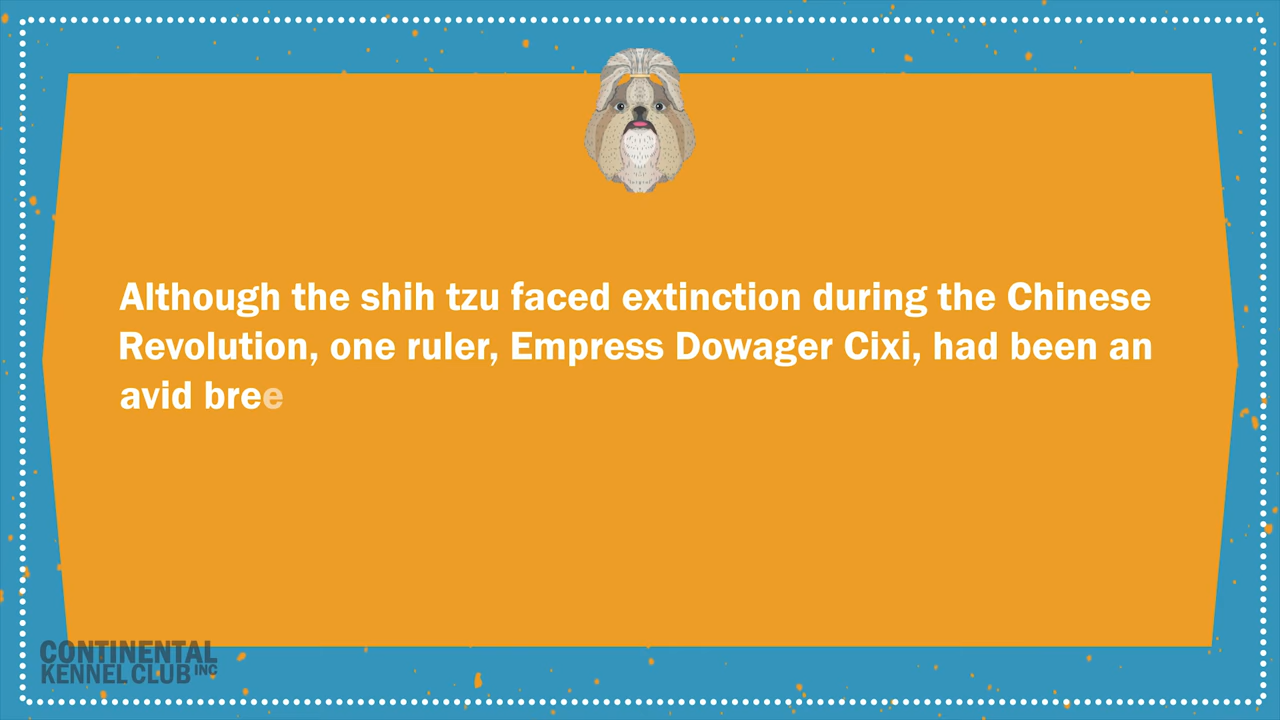 Although the shih tzu faced extinction during the Chinese
Revolution, one ruler, Empress Dowager Cixi, had been an
avid bree
CONTINENTAL
KENNEL CLUB INC